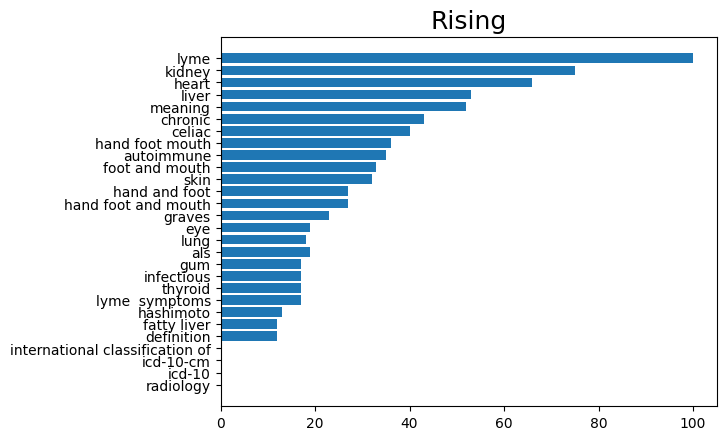 Rising
lyme
kidney
heart
liver
meaning
chronic
celiac
hand foot mouth
autoimmune
foot and mouth
skin
hand and foot
hand foot and mouth
graves
eye
lung
als
gum
infectious
thyroid
lyme  symptoms
hashimoto
fatty liver
definition
international classification of
icd-10-cm
icd-10
radiology
0 20 40 60 80 100